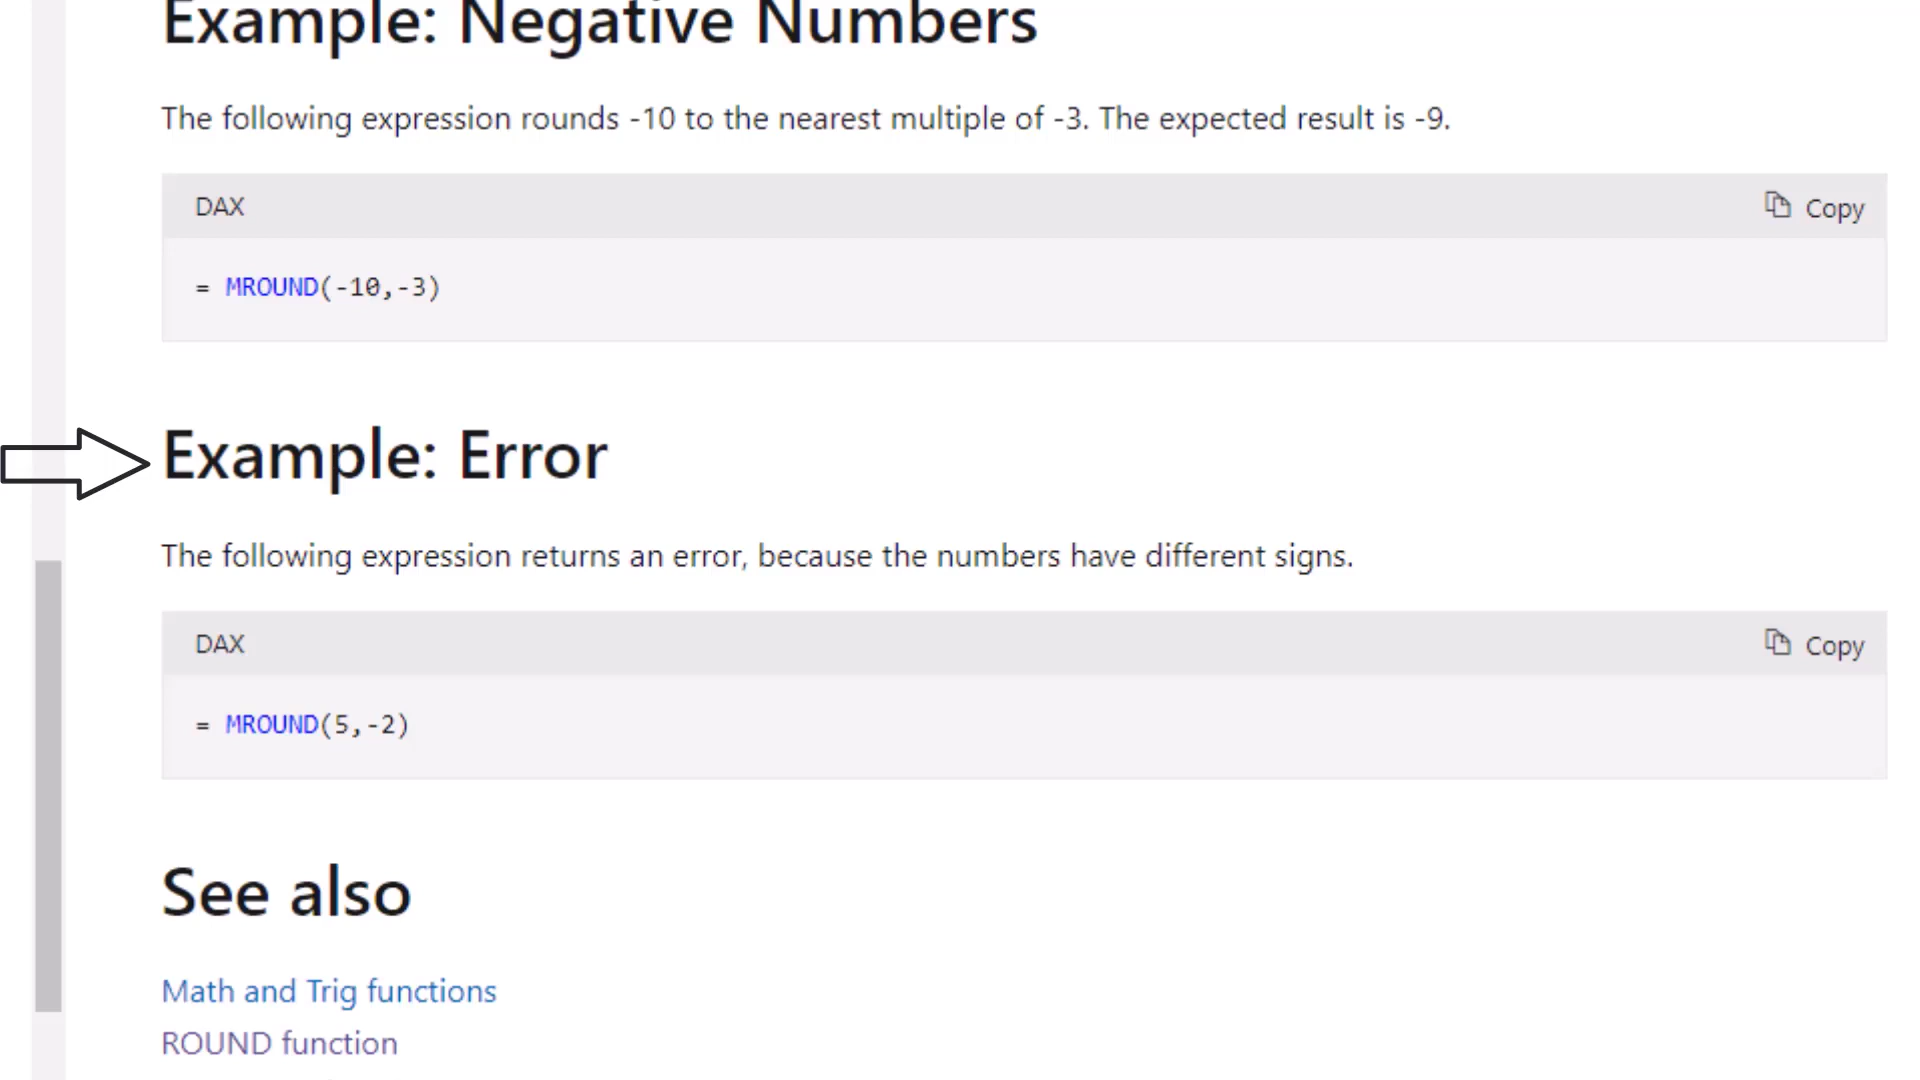 Example: Negative Numbers
The following expression rounds -10 to the nearest multiple of -3. The expected result is -9.
DAX
Copy
= MROUND(-10,-3)
Example: Error
The following expression returns an error, because the numbers have different signs.
DAX
Copy
= MROUND(5,-2)
See also
Math and Trig functions
ROUND function